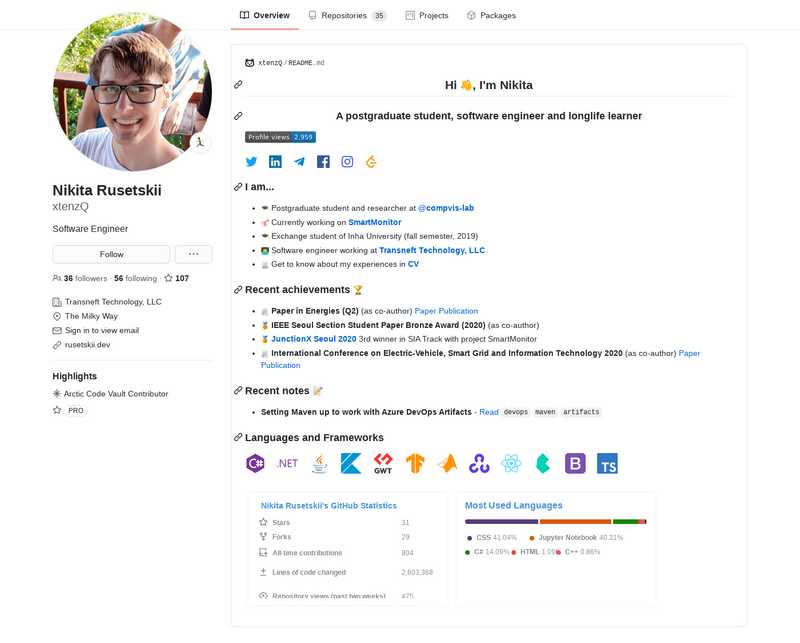 Overview
Repositories 35
Projects
Packages
Nikita Rusetskii
xtenzQ
Software Engineer
Follow
36 followers · 56 following · 107
Transneft Technology, LLC
The Milky Way
Sign in to view email
rusetskii.dev
Highlights
Arctic Code Vault Contributor
PRO
xtenzQ/README.md
Hi 👋, I'm Nikita
A postgraduate student, software engineer and longlife learner
Profile views 2,959
I am...
Postgraduate student and researcher at @compvis-lab
Currently working on SmartMonitor
Exchange student of Inha University (fall semester, 2019)
Software engineer working at Transneft Technology, LLC
Get to know about my experiences in CV
Recent achievements 🏆
Paper in Energies (Q2) (as co-author) Paper Publication
IEEE Seoul Section Student Paper Bronze Award (2020) (as co-author)
JunctionX Seoul 2020 3rd winner in SIA Track with project SmartMonitor
International Conference on Electric-Vehicle, Smart Grid and Information Technology 2020 (as co-author) Paper
Publication
Recent notes 📝
Setting Maven up to work with Azure DevOps Artifacts - Read devops maven artifacts
Languages and Frameworks
C# .NET Java GWT B TS
Nikita Rusetskii's GitHub Statistics
Stars 31
Forks 29
All-time contributions 804
Lines of code changed 2,603,368
Repository views (past two weeks) 475
Most Used Languages
CSS 41.04% Jupyter Notebook 40.31%
C# 14.09% HTML 1.09% C++ 0.86%